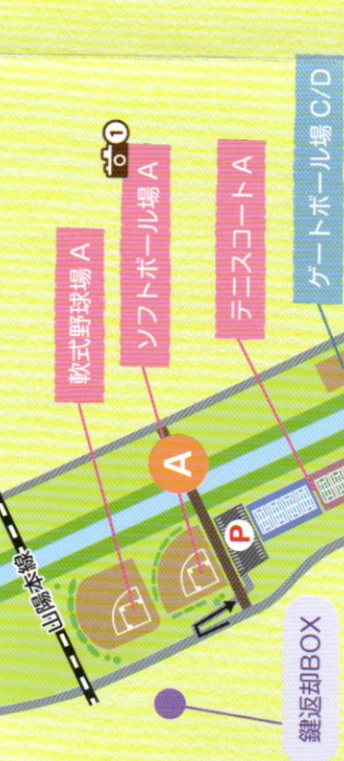 山陽本線
軟式野球場 A
1
ソフトボール場 A
テニスコート A
ゲートボール場 C/D
A
P
鍵返却BOX